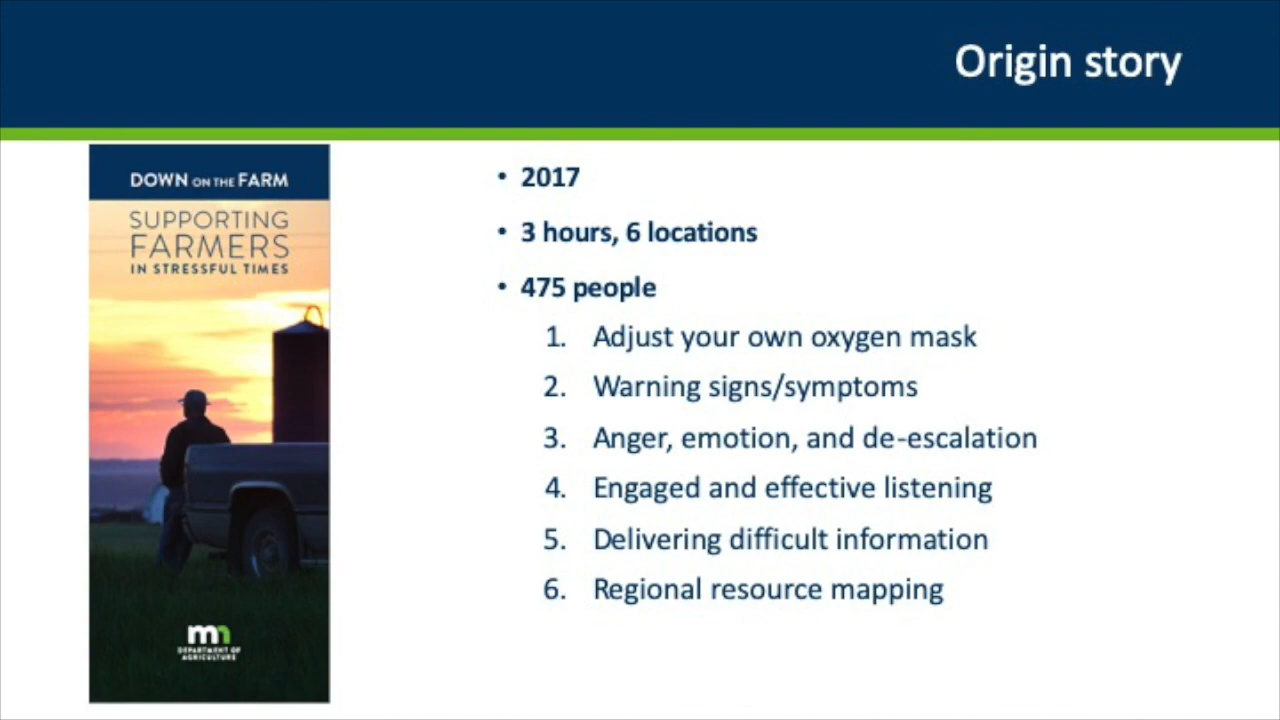 Origin story
DOWN ON THE FARM
SUPPORTING
FARMERS
IN STRESSFUL TIMES
mn
DEPARTMENT OF
AGRICULTURE
• 2017
• 3 hours, 6 locations
• 475 people
1. Adjust your own oxygen mask
2. Warning signs/symptoms
3. Anger, emotion, and de-escalation
4. Engaged and effective listening
5. Delivering difficult information
6. Regional resource mapping